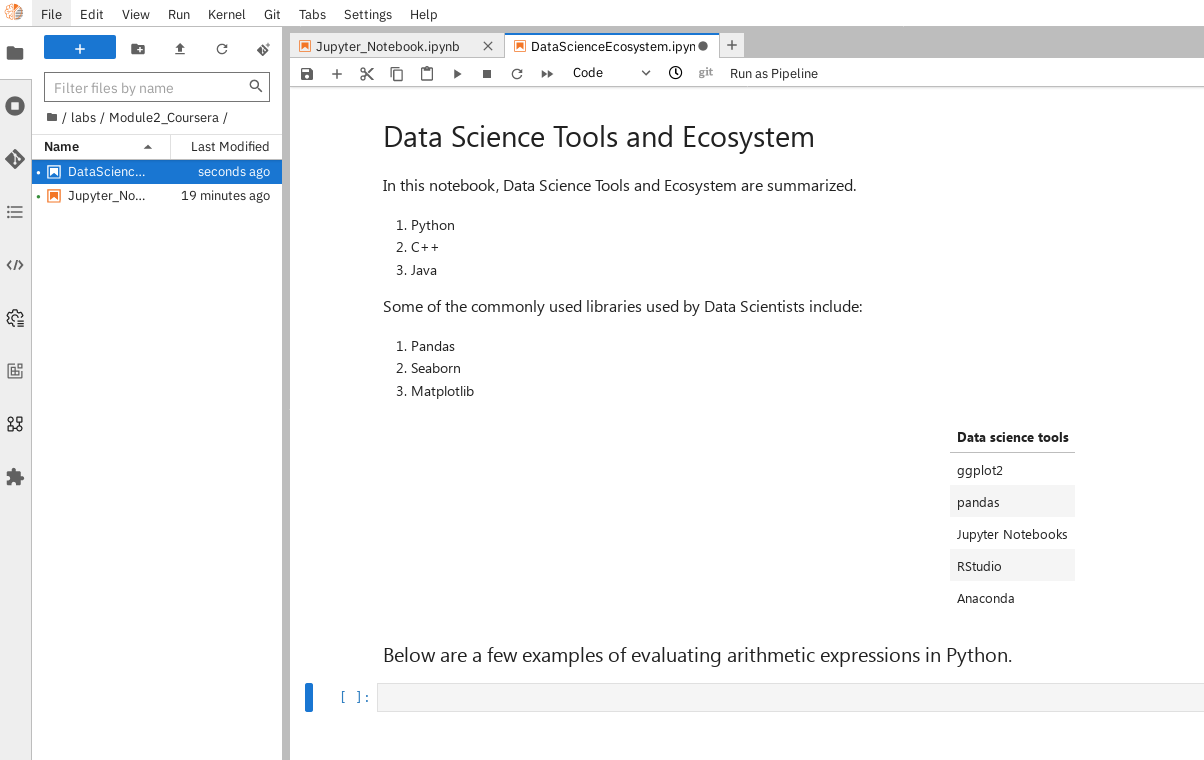 File Edit View Run Kernel Git Tabs Settings Help
Jupyter_Notebook.ipynb
DataScienceEcosystem.ipyn
Code
git
Run as Pipeline
Filter files by name
/ labs / Module2_Coursera /
Name Last Modified
DataScienc... seconds ago
Jupyter_No... 19 minutes ago
Data Science Tools and Ecosystem
In this notebook, Data Science Tools and Ecosystem are summarized.
1. Python
2. C++
3. Java
Some of the commonly used libraries used by Data Scientists include:
1. Pandas
2. Seaborn
3. Matplotlib
Data science tools
ggplot2
pandas
Jupyter Notebooks
RStudio
Anaconda
Below are a few examples of evaluating arithmetic expressions in Python.
[ ]: